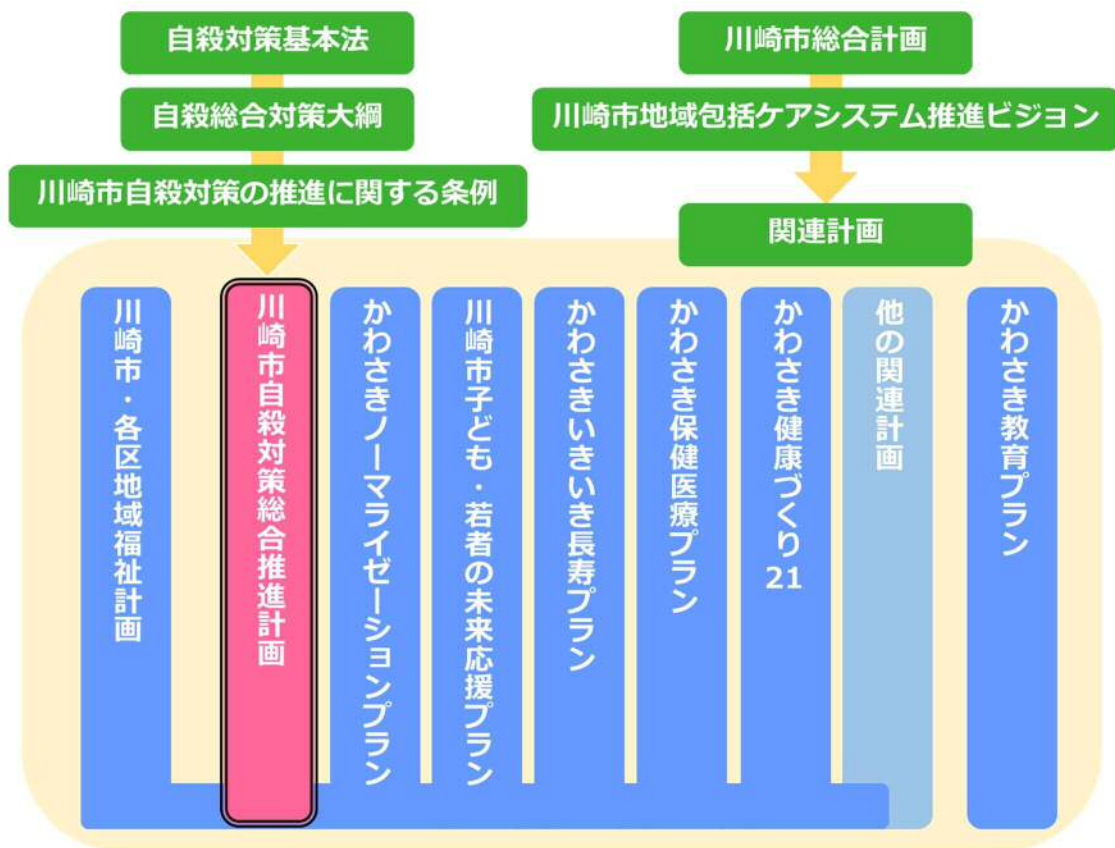 自殺対策基本法
自殺総合対策大綱
川崎市自殺対策の推進に関する条例
川崎市総合計画
川崎市地域包括ケアシステム推進ビジョン
関連計画
川崎市・各区地域福祉計画
川崎市自殺対策総合推進計画
かわさきノーマライゼーションプラン
川崎市子ども・若者の未来応援プラン
かわさきいきいき長寿プラン
かわさき保健医療プラン
かわさき健康づくり21
他の関連計画
かわさき教育プラン